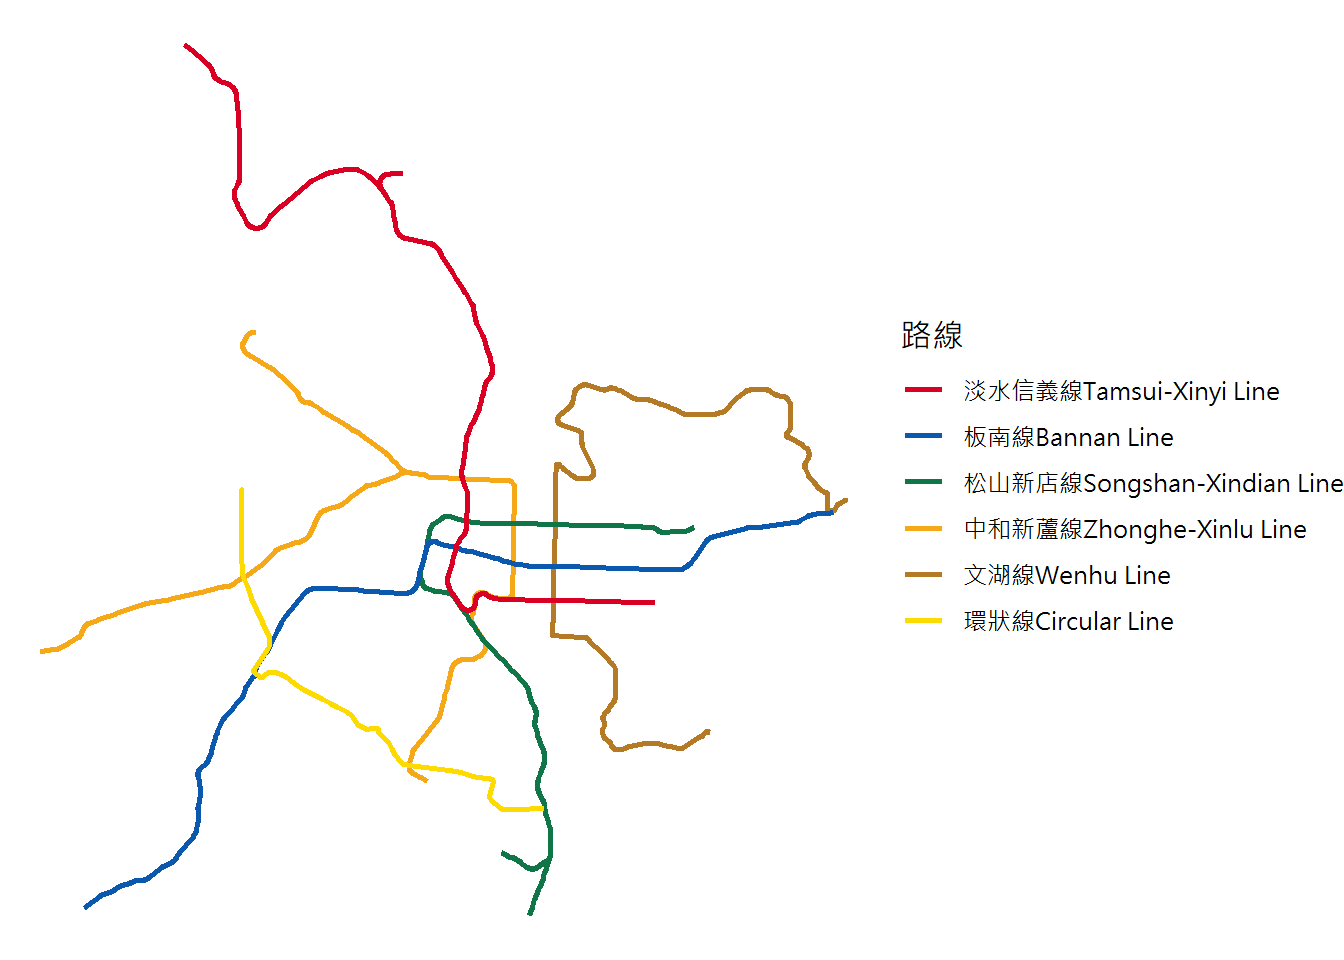 路線
淡水信義線Tamsui-Xinyi Line
板南線Bannan Line
松山新店線Songshan-Xindian Line
中和新蘆線Zhonghe-Xinlu Line
文湖線Wenhu Line
環狀線Circular Line